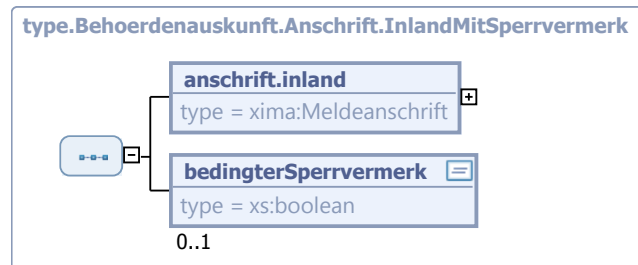 type.Behoerdenauskunft.Anschrift.InlandMitSperrvermerk
anschrift.inland
type = xima:Meldeanschrift
bedingterSperrvermerk
type = xs:boolean
0..1